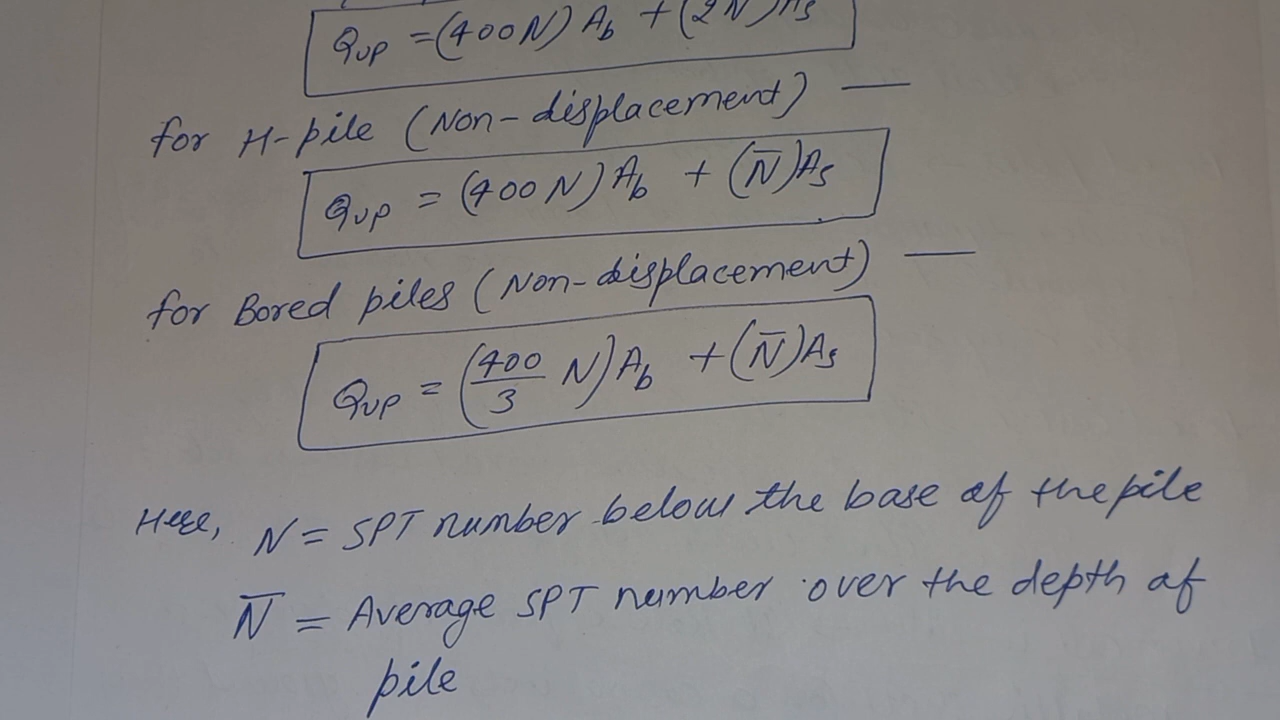 Qup = (400N) Ab + (2N) As
for H-pile (Non-displacement) —
Qup = (400 N) Ab + (N̅) As
for Bored piles (Non-displacement) —
Qup = (400/3 N) Ab + (N̅) As
Here, N = SPT number below the base of the pile
N̅ = Average SPT number over the depth of
pile